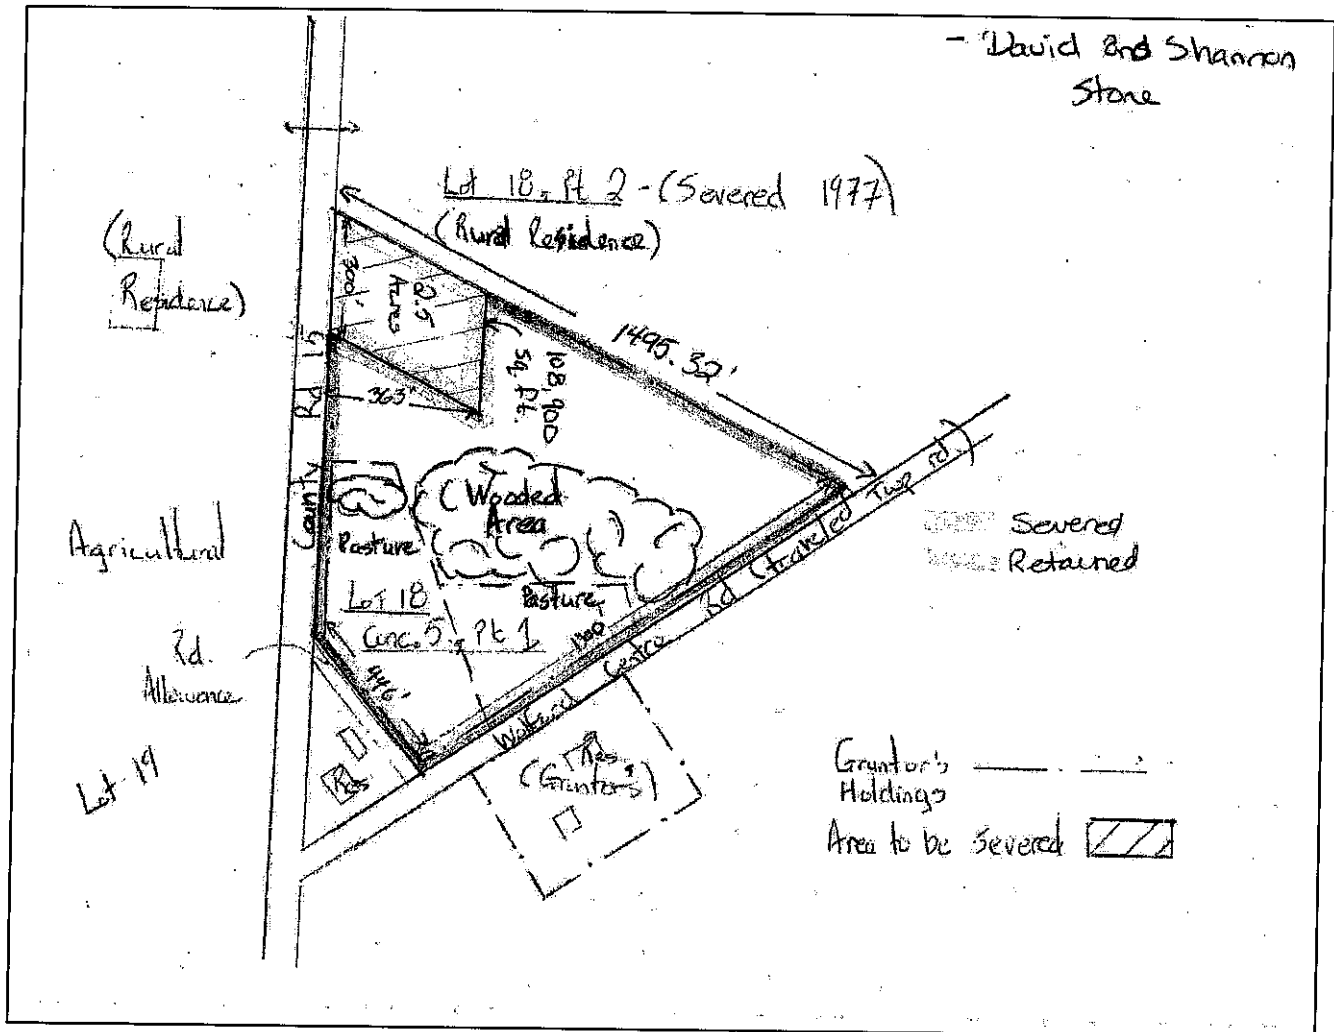 - David and Shannon
Stone
Lot 18, Pt 2 - (Severed 1977)
(Rural Residence)
(Rural
Residence)
300'
2.5
Acres
108,900
sq. ft.
1495.32'
363'
County Rd 15
(Wooded
Area
Pasture
Pasture
Agricultural
Severed
Retained
Lot 18
Conc. 5, Pt 1
1300'
Wolford Centre Rd (traveled Twp rd.)
446'
Rd.
Allowance
Lot 19
Res
Res
(Grantors)
Grantor's
Holdings
Area to be Severed